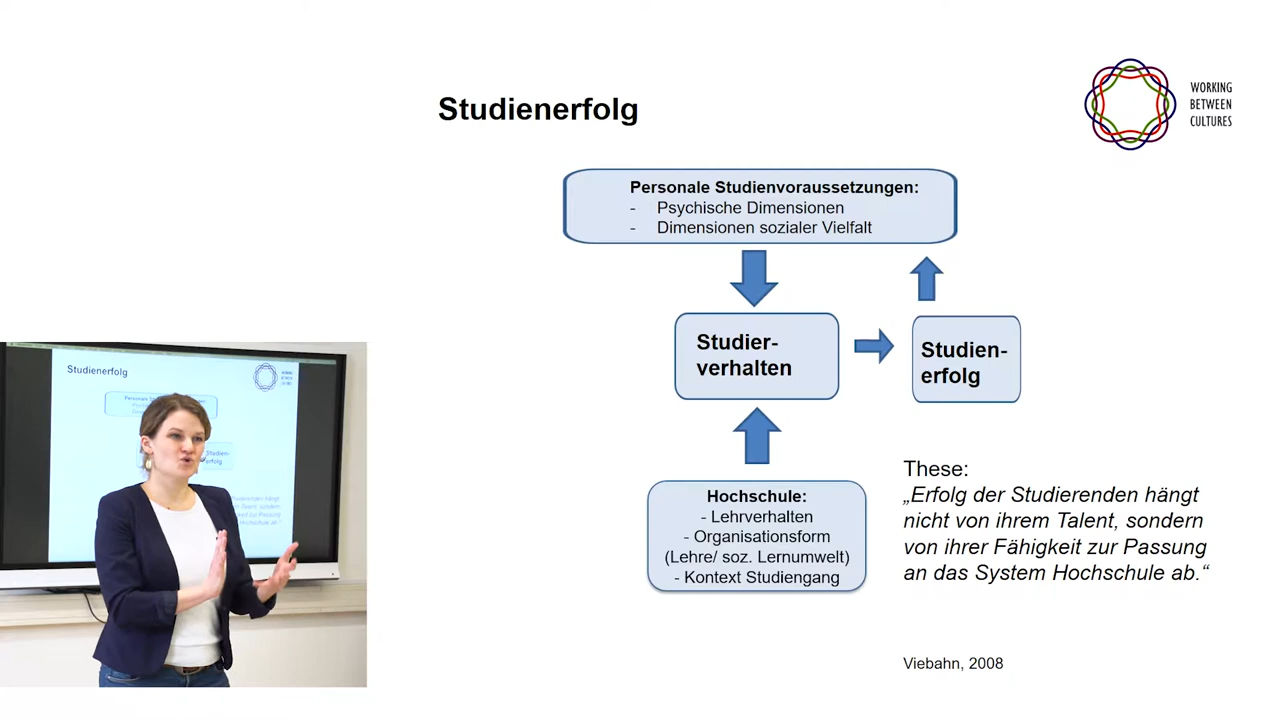 Studienerfolg
WORKING
BETWEEN
CULTURES
Personale Studienvoraussetzungen:
- Psychische Dimensionen
- Dimensionen sozialer Vielfalt
Studier-
verhalten
Studien-
erfolg
Hochschule:
- Lehrverhalten
- Organisationsform
(Lehre/ soz. Lernumwelt)
- Kontext Studiengang
These:
„Erfolg der Studierenden hängt
nicht von ihrem Talent, sondern
von ihrer Fähigkeit zur Passung
an das System Hochschule ab.“
Viebahn, 2008
Studienerfolg
Studien-
erfolg